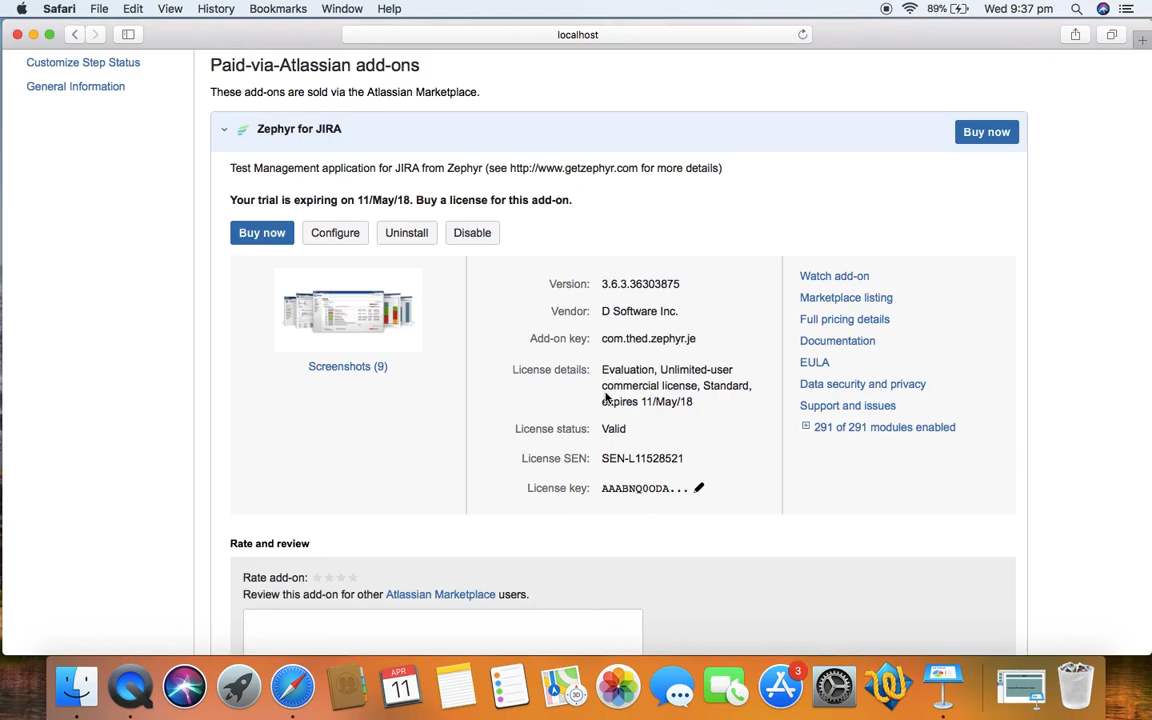 Safari File Edit View History Bookmarks Window Help
89% Wed 9:37 pm
localhost
Customize Step Status
General Information
Paid-via-Atlassian add-ons
These add-ons are sold via the Atlassian Marketplace.
Zephyr for JIRA
Buy now
Test Management application for JIRA from Zephyr (see http://www.getzephyr.com for more details)
Your trial is expiring on 11/May/18. Buy a license for this add-on.
Buy now Configure Uninstall Disable
Screenshots (9)
Version: 3.6.3.36303875
Vendor: D Software Inc.
Add-on key: com.thed.zephyr.je
License details: Evaluation, Unlimited-user
commercial license, Standard,
expires 11/May/18
License status: Valid
License SEN: SEN-L11528521
License key: AAABNQ0ODA...
Watch add-on
Marketplace listing
Full pricing details
Documentation
EULA
Data security and privacy
Support and issues
291 of 291 modules enabled
Rate and review
Rate add-on:
Review this add-on for other Atlassian Marketplace users.
APR
11
3